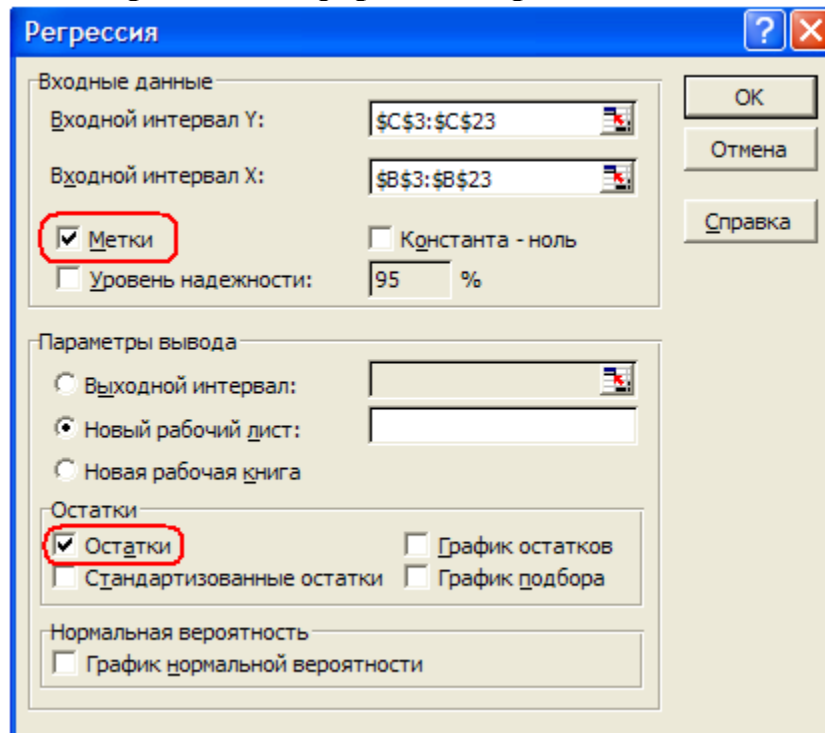 Регрессия
Входные данные
Входной интервал Y: $C$3:$C$23
Входной интервал X: $B$3:$B$23
Метки Константа - ноль
Уровень надежности: 95 %
Параметры вывода
Выходной интервал:
Новый рабочий лист:
Новая рабочая книга
Остатки
Остатки График остатков
Стандартизованные остатки График подбора
Нормальная вероятность
График нормальной вероятности
OK
Отмена
Справка